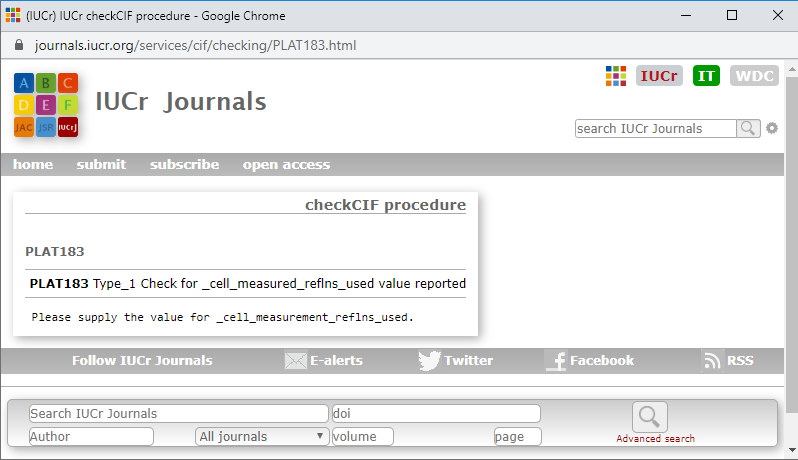 (IUCr) IUCr checkCIF procedure - Google Chrome
journals.iucr.org/services/cif/checking/PLAT183.html
IUCr IT WDC
A B C
D E F
JAC JSR IUCrJ
IUCr Journals
search IUCr Journals
home submit subscribe open access
checkCIF procedure
PLAT183
PLAT183 Type_1 Check for _cell_measured_reflns_used value reported
Please supply the value for _cell_measurement_reflns_used.
Follow IUCr Journals E-alerts Twitter Facebook RSS
Search IUCr Journals doi
Author All journals volume page
Advanced search